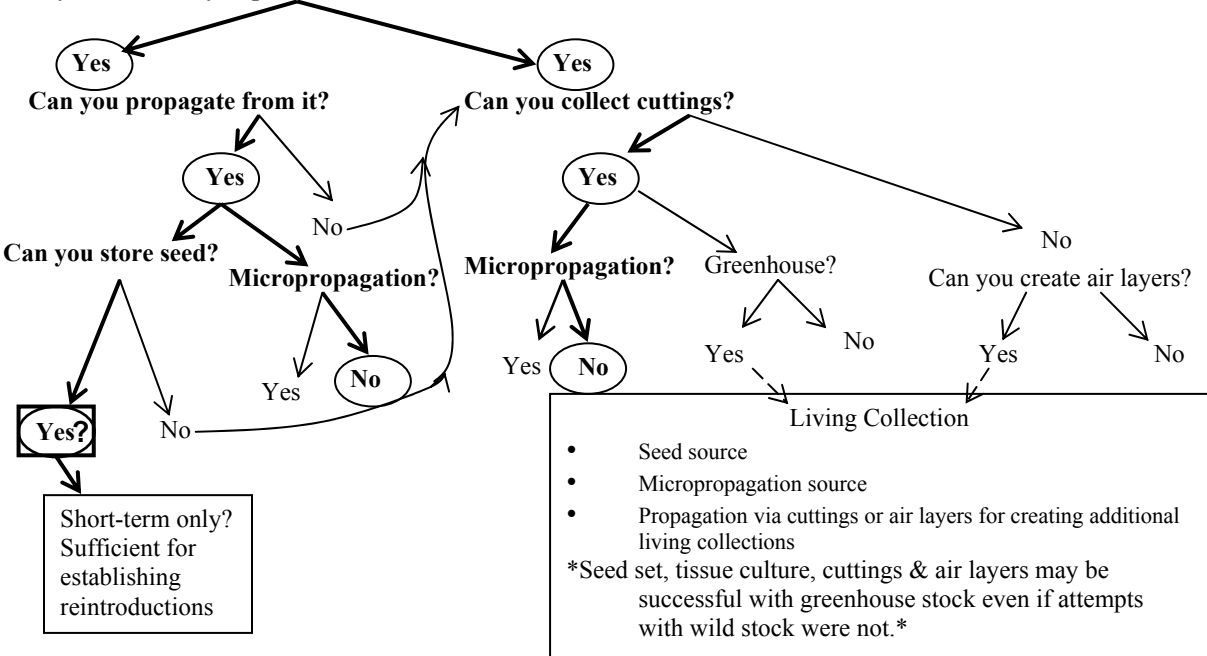 Yes
Yes
Can you propagate from it?
Can you collect cuttings?
Yes
No
Yes
Can you store seed?
Micropropagation?
Micropropagation?
Greenhouse?
No
Can you create air layers?
Yes
No
Yes
No
Yes
No
Yes
No
Yes?
No
Short-term only?
Sufficient for
establishing
reintroductions
Living Collection
• Seed source
• Micropropagation source
• Propagation via cuttings or air layers for creating additional
living collections
*Seed set, tissue culture, cuttings & air layers may be
successful with greenhouse stock even if attempts
with wild stock were not.*